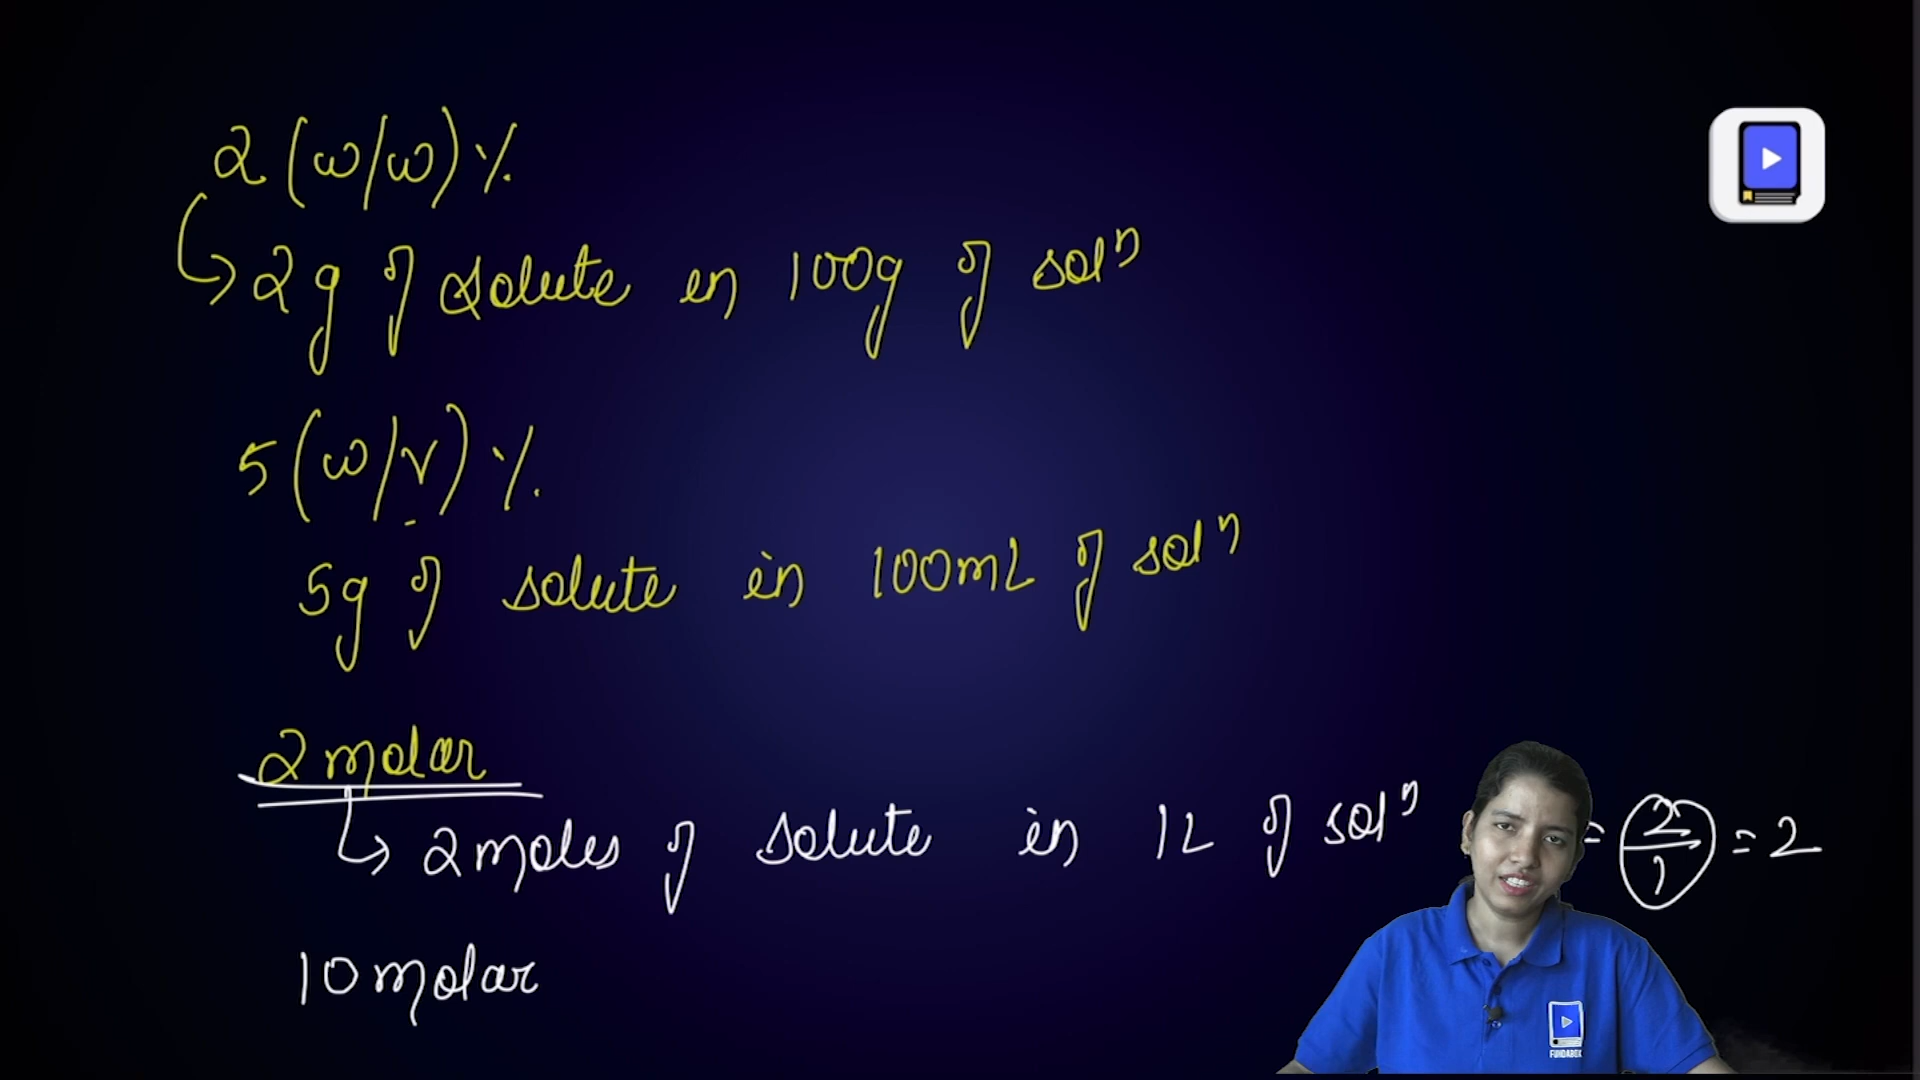 2 (w/w) %
2g of solute in 100g of solⁿ
5 (w/v) %
5g of solute in 100mL of solⁿ
2 molar
2 moles of solute in 1L of solⁿ = 2/1 = 2
10 molar
FUNDABOX